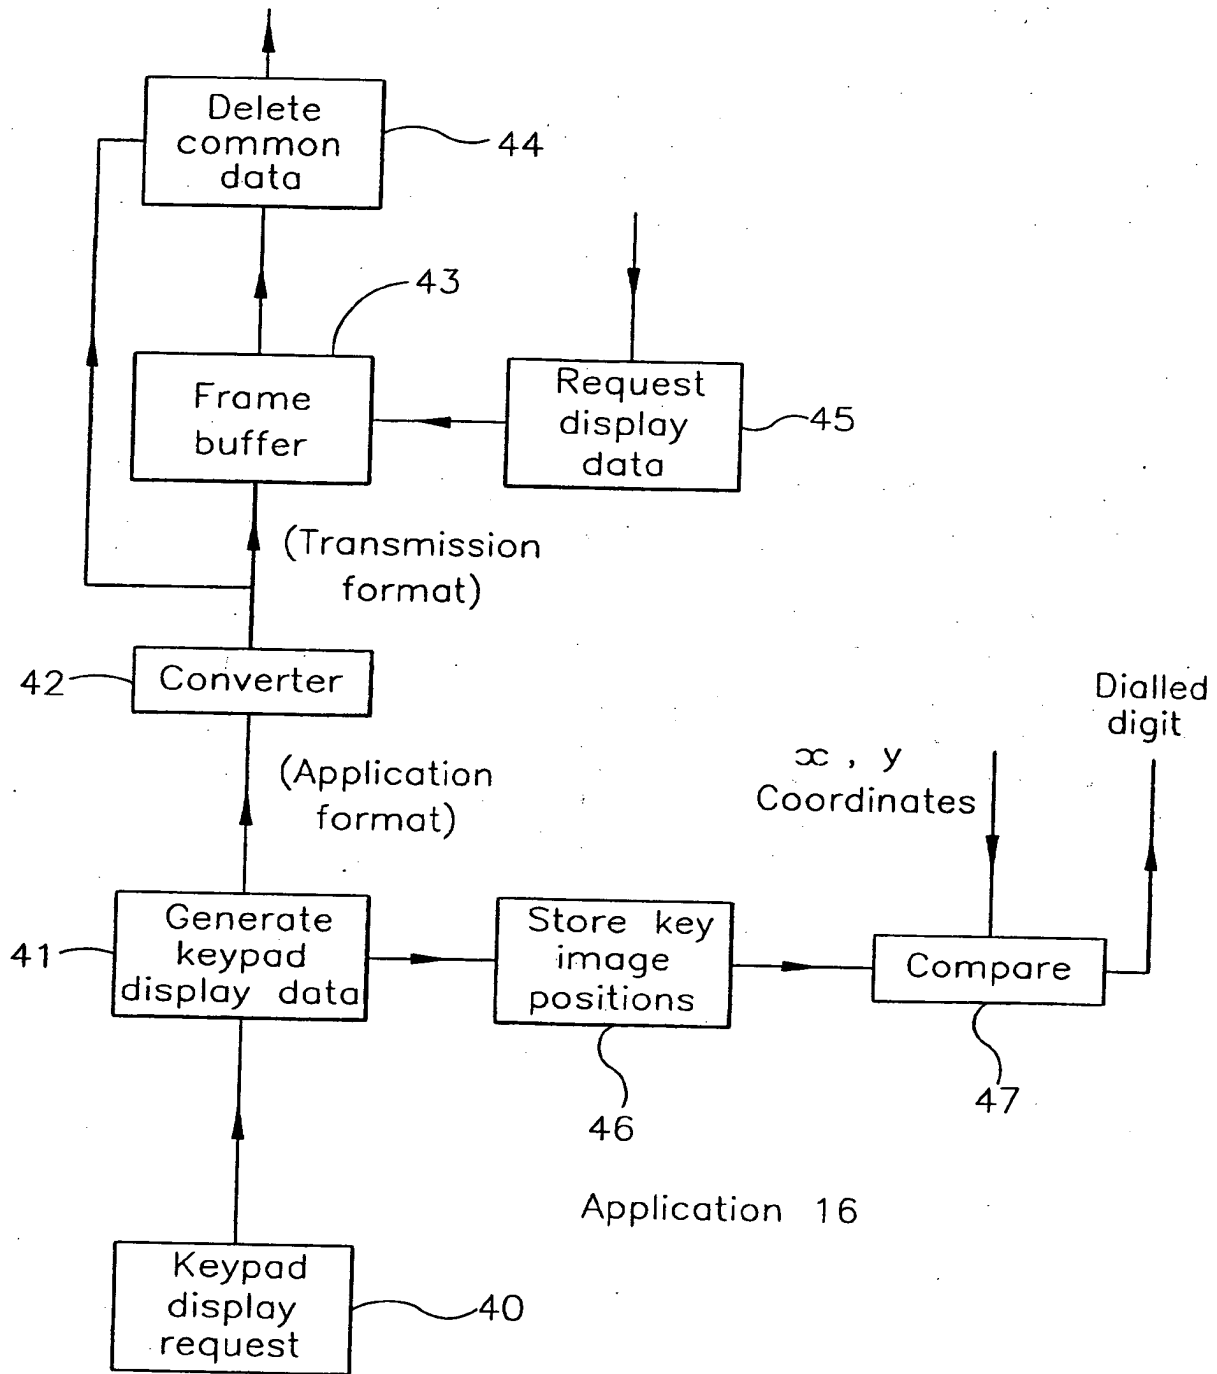 Delete
common
data
44
43
Frame
buffer
Request
display
data
45
(Transmission
format)
42
Converter
Dialled
digit
x , y
Coordinates
(Application
format)
41
Generate
keypad
display data
Store key
image
positions
Compare
46
47
Application 16
Keypad
display
request
40